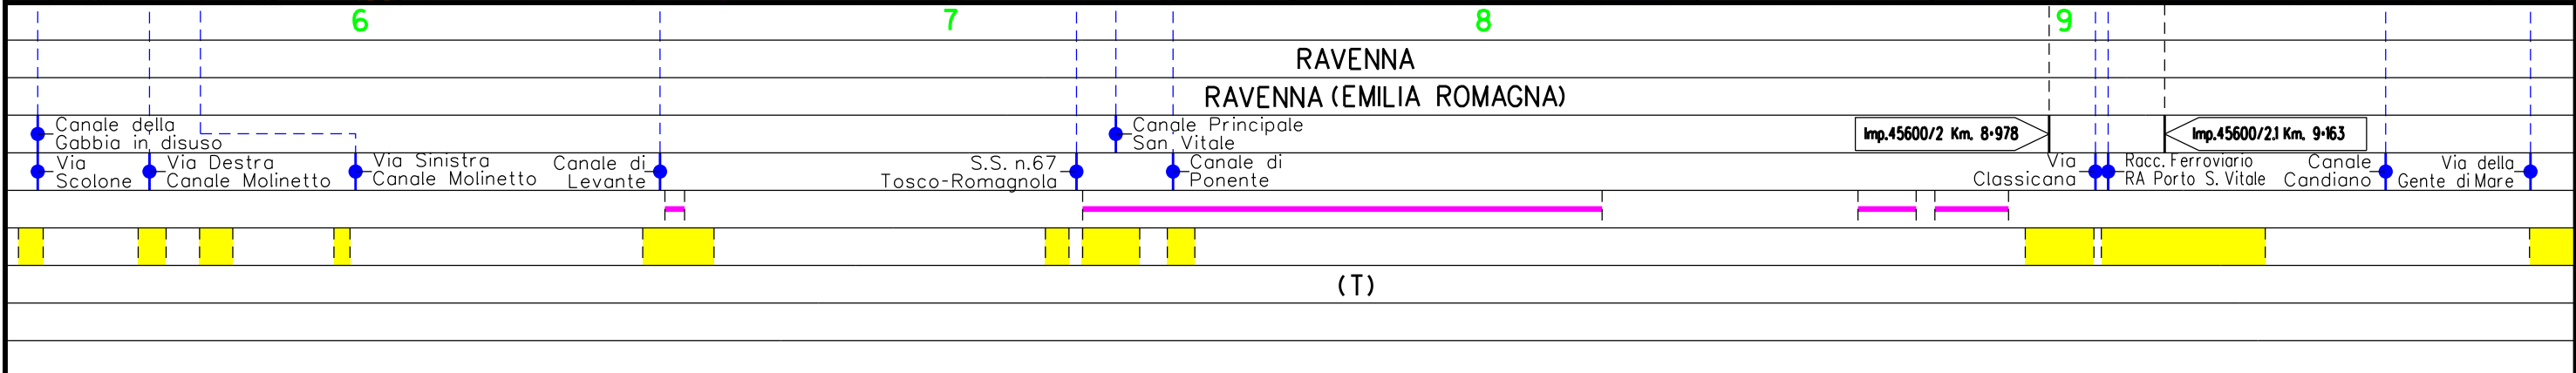 6 7 8 9
RAVENNA
RAVENNA (EMILIA ROMAGNA)
Canale della
Gabbia in disuso
Canale Principale
San Vitale
Imp.45600/2 Km. 8+978
Imp.45600/2.1 Km. 9+163
Via
Scolone
Via Destra
Canale Molinetto
Via Sinistra
Canale Molinetto
Canale di
Levante
S.S. n.67
Tosco-Romagnola
Canale di
Ponente
Via
Classicana
Racc. Ferroviario
RA Porto S. Vitale
Canale
Candiano
Via della
Gente di Mare
(T)